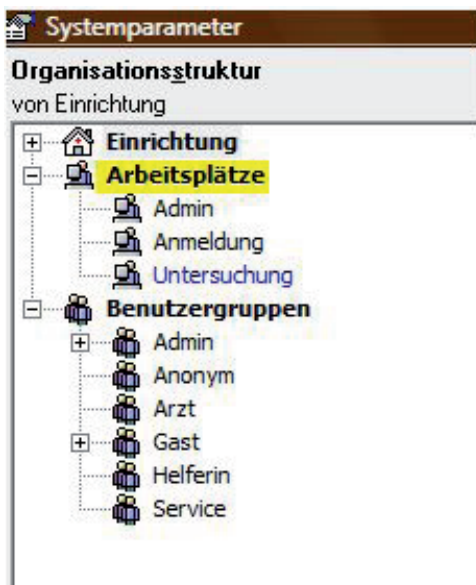 Systemparameter
Organisationsstruktur
von Einrichtung
Einrichtung
Arbeitsplätze
Admin
Anmeldung
Untersuchung
Benutzergruppen
Admin
Anonym
Arzt
Gast
Helferin
Service